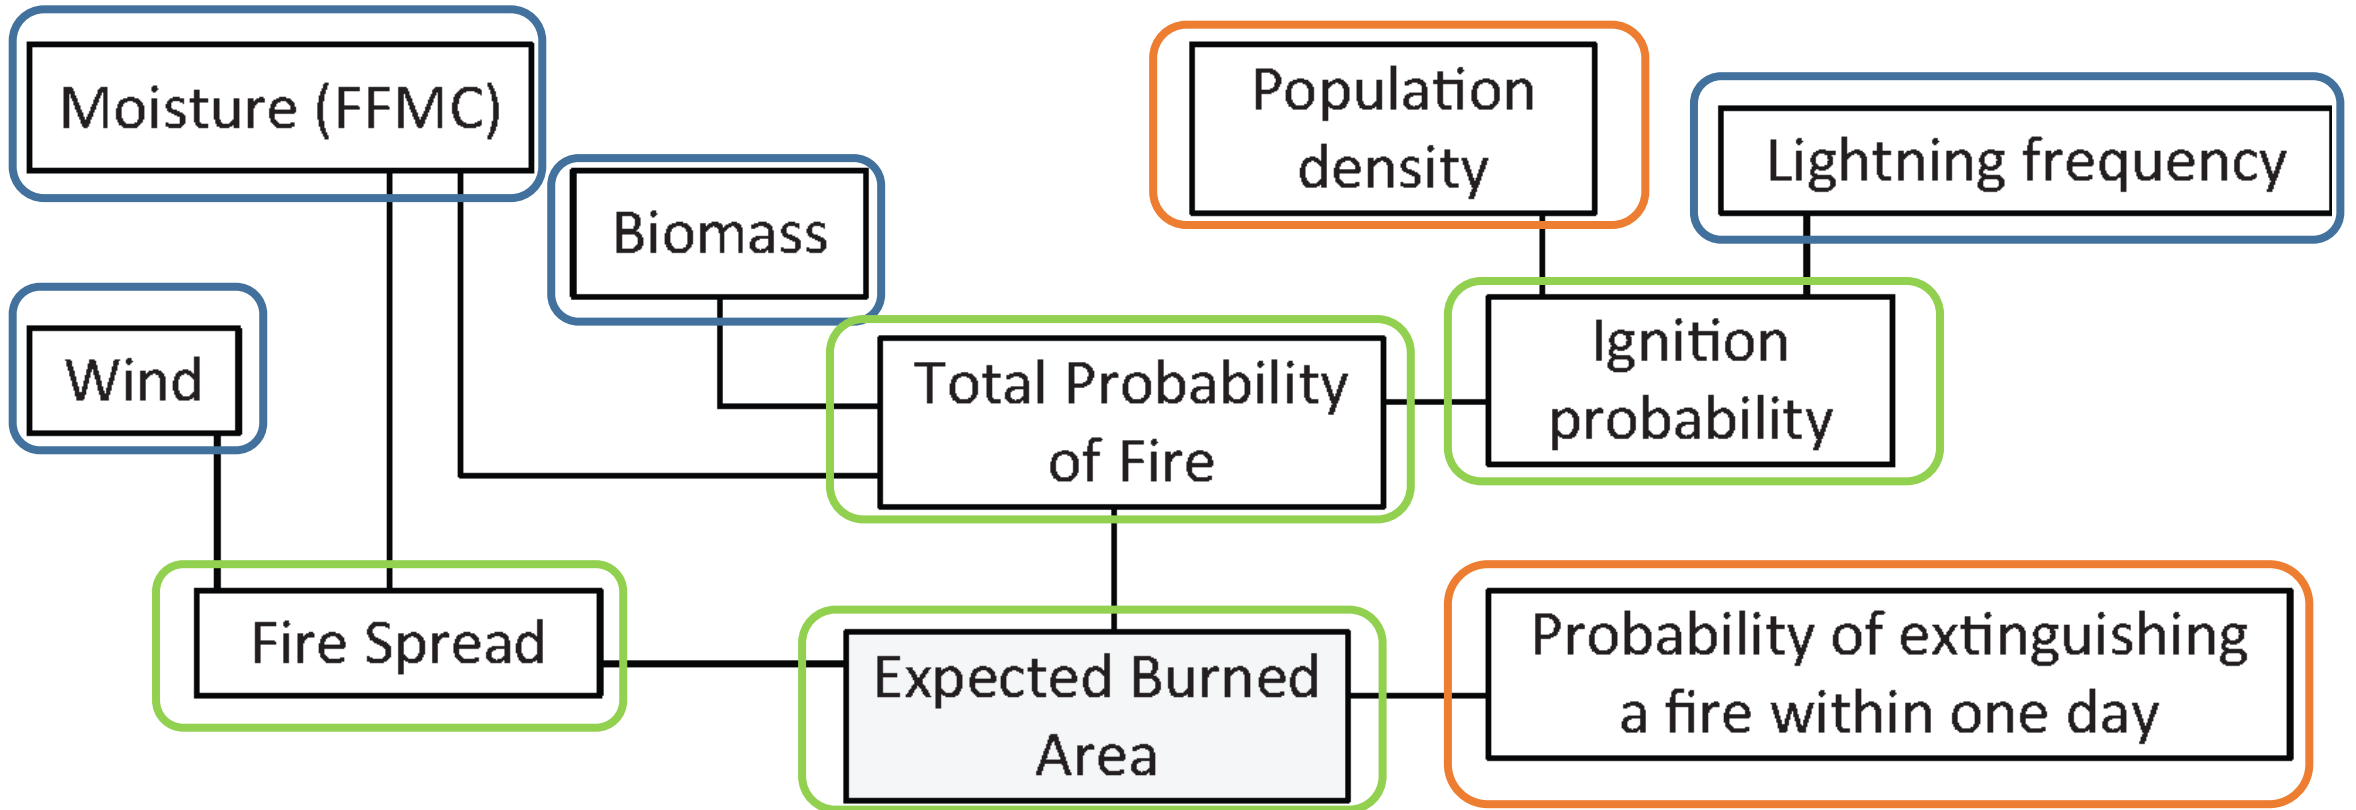 Moisture (FFMC)
Population
density
Lightning frequency
Biomass
Wind
Total Probability
of Fire
Ignition
probability
Fire Spread
Expected Burned
Area
Probability of extinguishing
a fire within one day